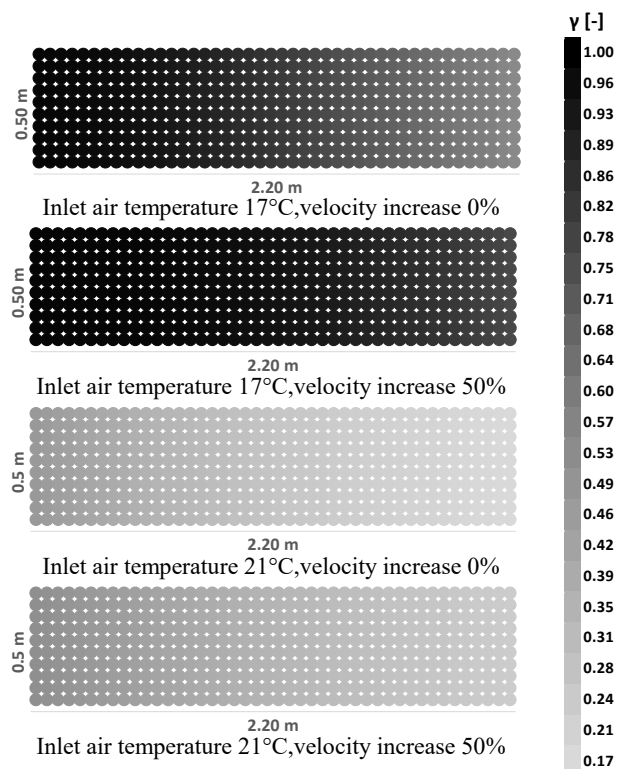 γ [-]
0.50 m
2.20 m
Inlet air temperature 17°C,velocity increase 0%
0.50 m
2.20 m
Inlet air temperature 17°C,velocity increase 50%
0.5 m
2.20 m
Inlet air temperature 21°C,velocity increase 0%
0.5 m
2.20 m
Inlet air temperature 21°C,velocity increase 50%
1.00
0.96
0.93
0.89
0.86
0.82
0.78
0.75
0.71
0.68
0.64
0.60
0.57
0.53
0.49
0.46
0.42
0.39
0.35
0.31
0.28
0.24
0.21
0.17